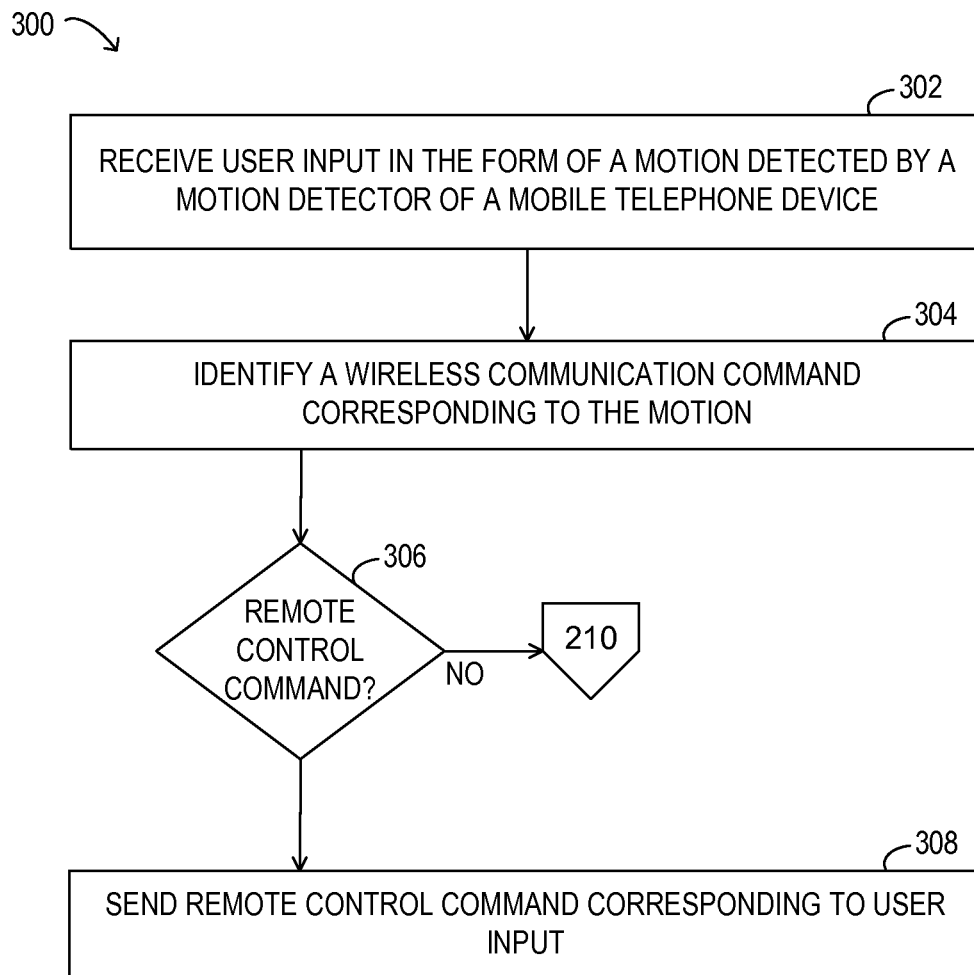 300
302
RECEIVE USER INPUT IN THE FORM OF A MOTION DETECTED BY A
MOTION DETECTOR OF A MOBILE TELEPHONE DEVICE
304
IDENTIFY A WIRELESS COMMUNICATION COMMAND
CORRESPONDING TO THE MOTION
306
REMOTE
CONTROL
COMMAND?
NO
210
308
SEND REMOTE CONTROL COMMAND CORRESPONDING TO USER
INPUT